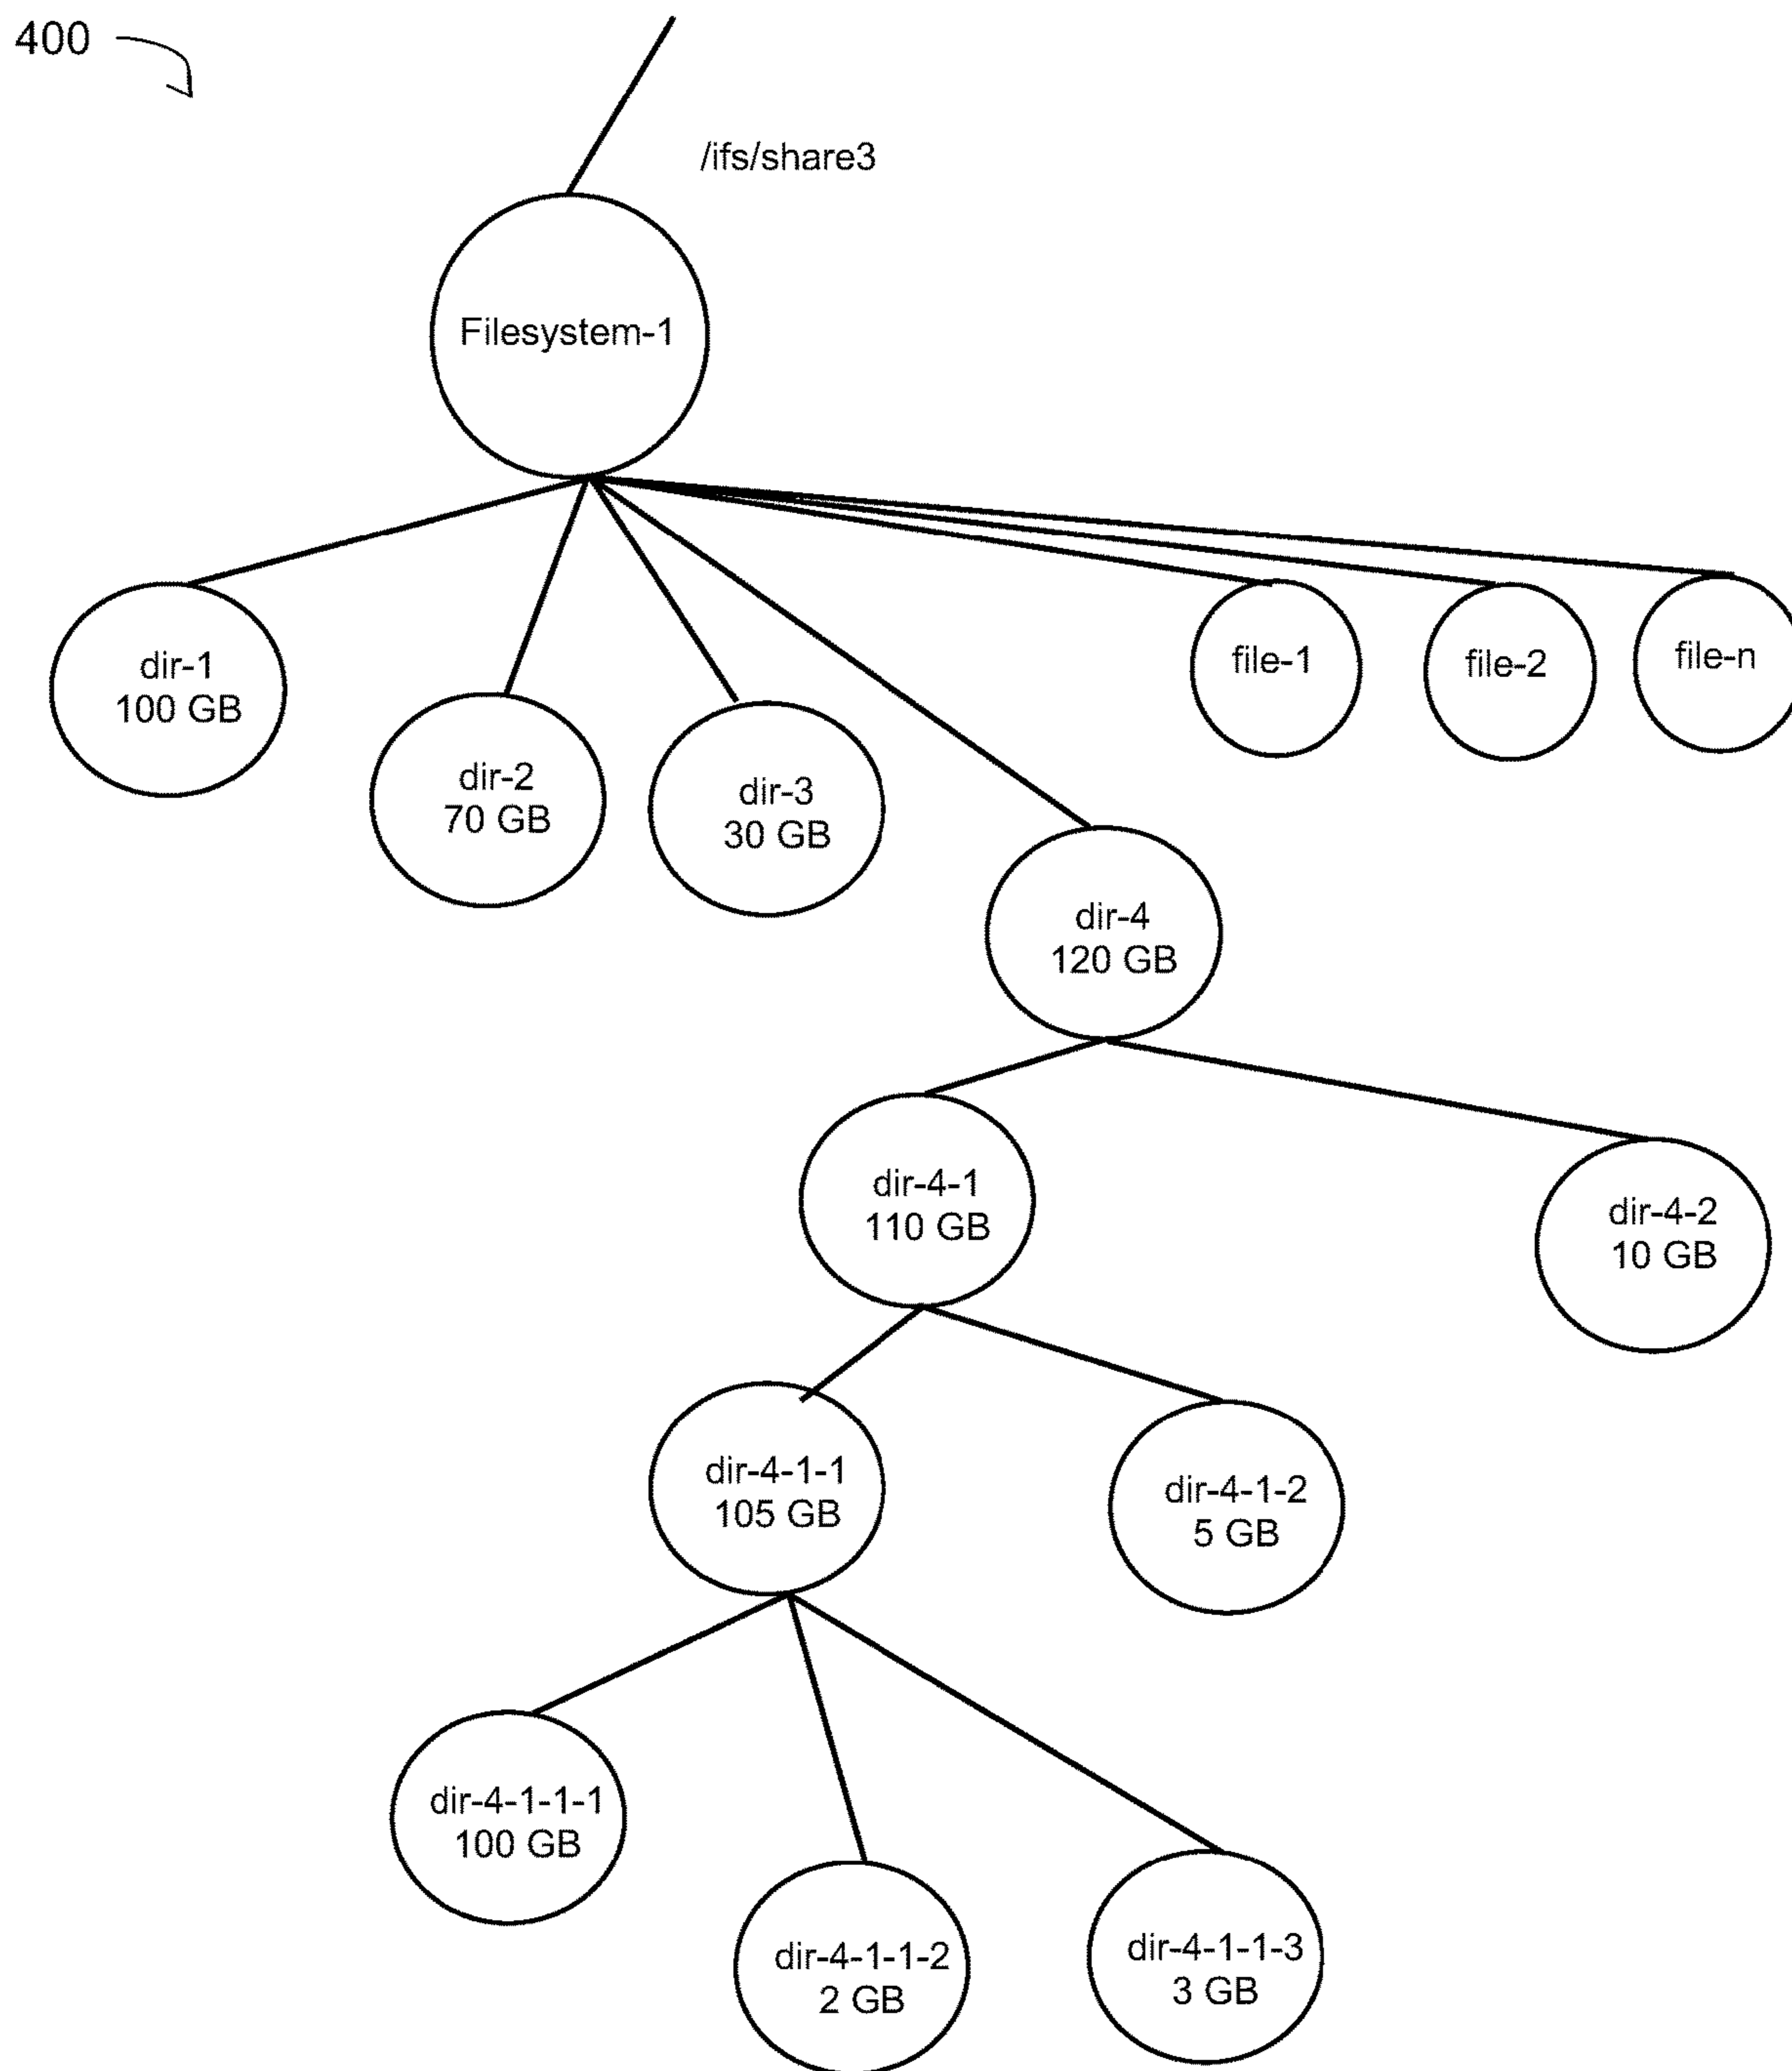 400
/ifs/share3
Filesystem-1
dir-1
100 GB
dir-2
70 GB
dir-3
30 GB
dir-4
120 GB
file-1
file-2
file-n
dir-4-1
110 GB
dir-4-2
10 GB
dir-4-1-1
105 GB
dir-4-1-2
5 GB
dir-4-1-1-1
100 GB
dir-4-1-1-2
2 GB
dir-4-1-1-3
3 GB